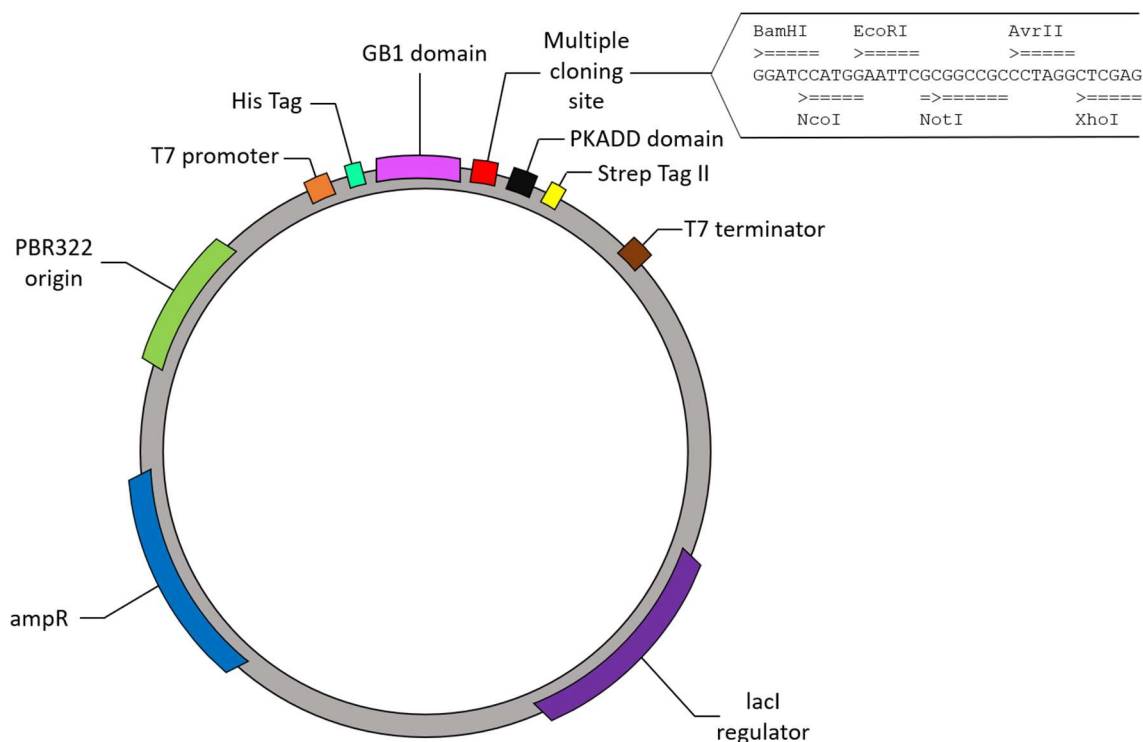 BamHI EcoRI AvrII
>===== >===== >=====
GGATCCATGGAATTCGCGGCCGCCCTAGGCTCGAG
>===== =>====== >=====
NcoI NotI XhoI
Multiple
cloning
site
GB1 domain
His Tag
T7 promoter
PKADD domain
Strep Tag II
T7 terminator
PBR322
origin
ampR
lacI
regulator